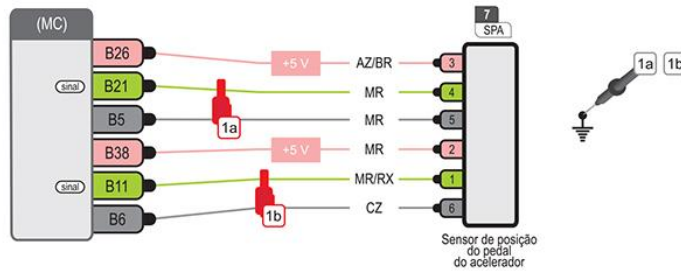 (MC)
7
SPA
B26
+5 V
AZ/BR
3
1a
1b
sinal
B21
MR
4
B5
1a
MR
5
B38
+5 V
MR
2
sinal
B11
MR/RX
1
B6
1b
CZ
6
Sensor de posição
do pedal
do acelerador